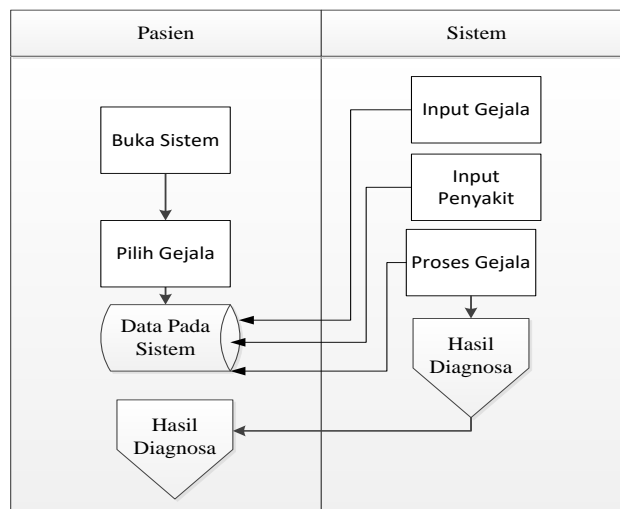 Pasien
Sistem
Buka Sistem
Pilih Gejala
Data Pada
Sistem
Hasil
Diagnosa
Input Gejala
Input
Penyakit
Proses Gejala
Hasil
Diagnosa